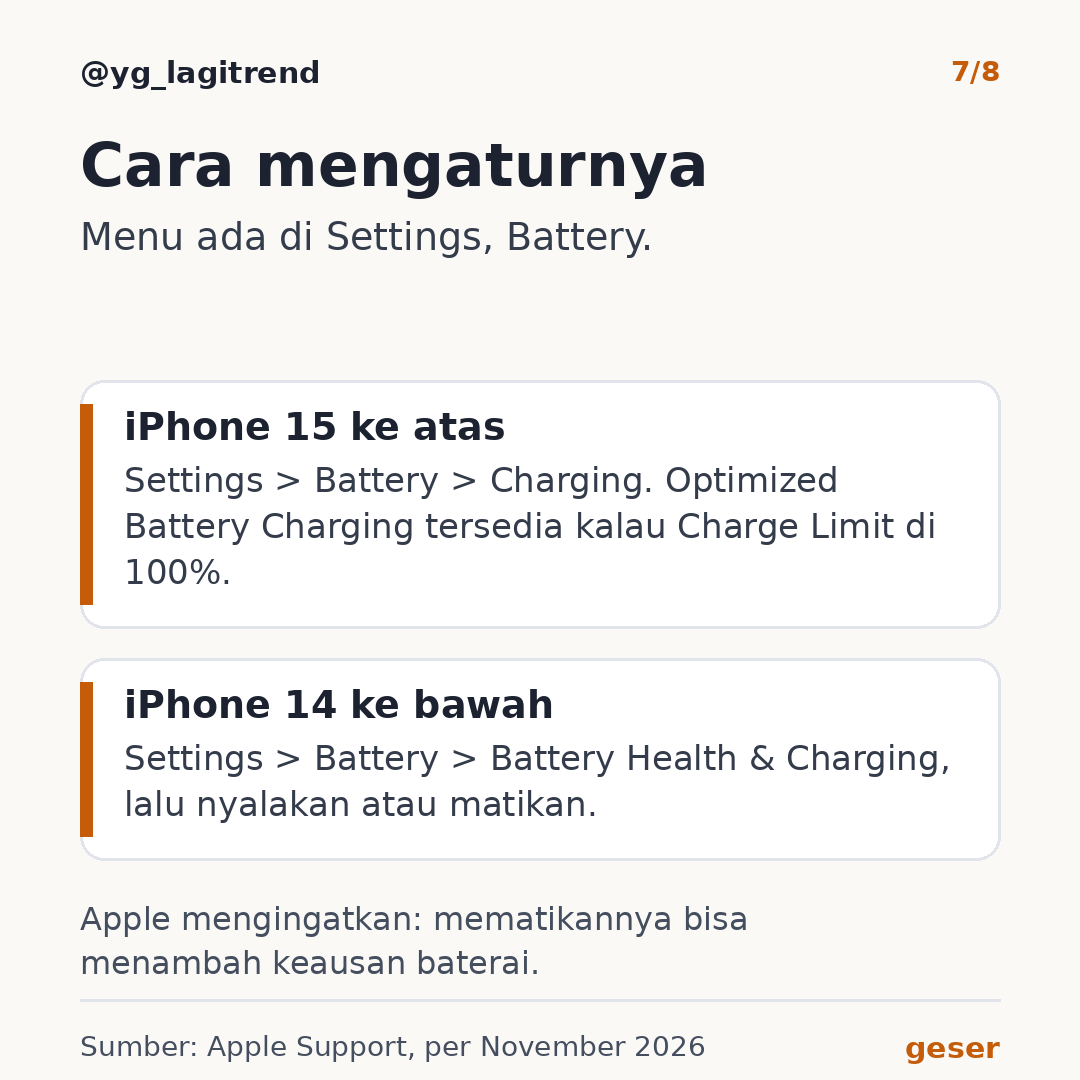 @yg_lagitrend
7/8
Cara mengaturnya
Menu ada di Settings, Battery.
iPhone 15 ke atas
Settings > Battery > Charging. Optimized
Battery Charging tersedia kalau Charge Limit di
100%.
iPhone 14 ke bawah
Settings > Battery > Battery Health & Charging,
lalu nyalakan atau matikan.
Apple mengingatkan: mematikannya bisa
menambah keausan baterai.
Sumber: Apple Support, per November 2026
geser